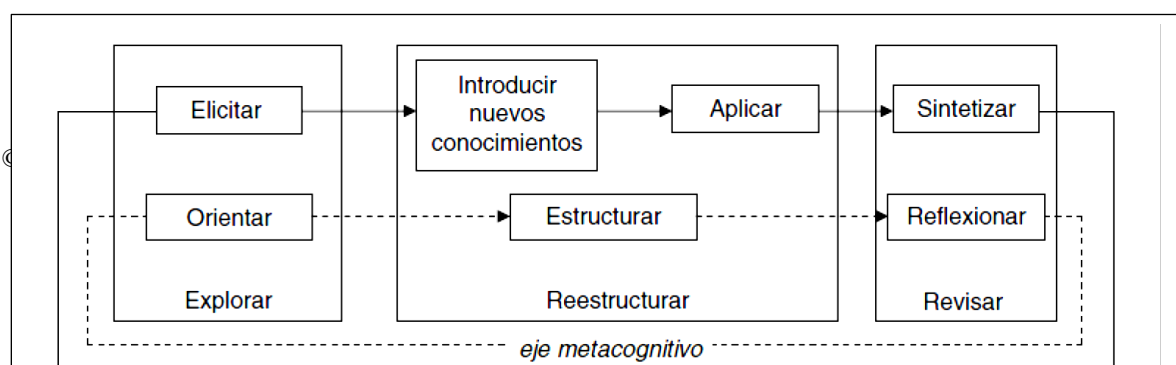 Elicitar
Introducir
nuevos
conocimientos
Aplicar
Sintetizar
©
Orientar
Estructurar
Reflexionar
Explorar
Reestructurar
Revisar
eje metacognitivo